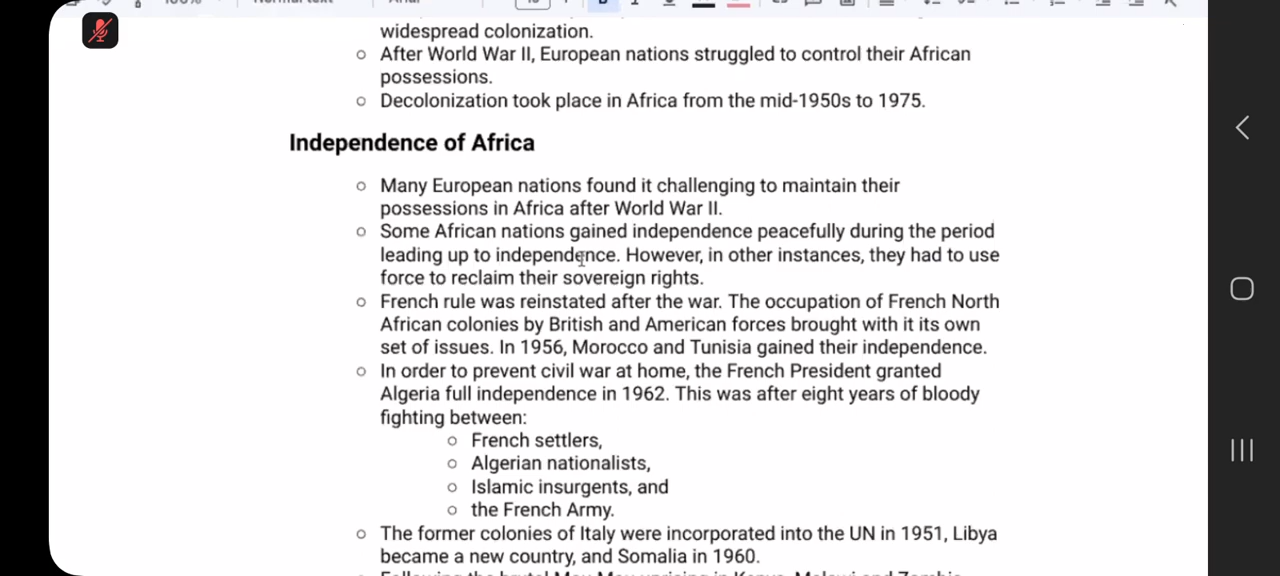 widespread colonization.
After World War II, European nations struggled to control their African
possessions.
Decolonization took place in Africa from the mid-1950s to 1975.
Independence of Africa
Many European nations found it challenging to maintain their
possessions in Africa after World War II.
Some African nations gained independence peacefully during the period
leading up to independence. However, in other instances, they had to use
force to reclaim their sovereign rights.
French rule was reinstated after the war. The occupation of French North
African colonies by British and American forces brought with it its own
set of issues. In 1956, Morocco and Tunisia gained their independence.
In order to prevent civil war at home, the French President granted
Algeria full independence in 1962. This was after eight years of bloody
fighting between:
French settlers,
Algerian nationalists,
Islamic insurgents, and
the French Army.
The former colonies of Italy were incorporated into the UN in 1951, Libya
became a new country, and Somalia in 1960.